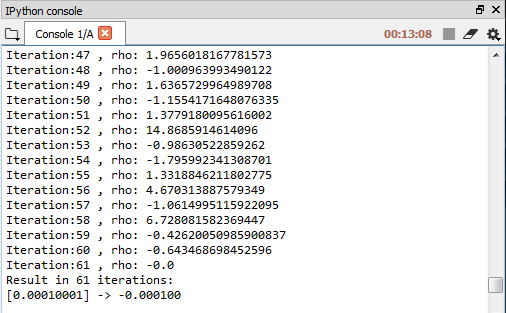 IPython console
Console 1/A
00:13:08
Iteration:47 , rho: 1.9656018167781573
Iteration:48 , rho: -1.000963993490122
Iteration:49 , rho: 1.6365729964989708
Iteration:50 , rho: -1.1554171648076335
Iteration:51 , rho: 1.3779180095616002
Iteration:52 , rho: 14.8685914614096
Iteration:53 , rho: -0.98630522859262
Iteration:54 , rho: -1.795992341308701
Iteration:55 , rho: 1.3318846211802775
Iteration:56 , rho: 4.670313887579349
Iteration:57 , rho: -1.0614995115922095
Iteration:58 , rho: 6.728081582369447
Iteration:59 , rho: -0.42620050985900837
Iteration:60 , rho: -0.643468698452596
Iteration:61 , rho: -0.0
Result in 61 iterations:
[0.00010001] -> -0.000100